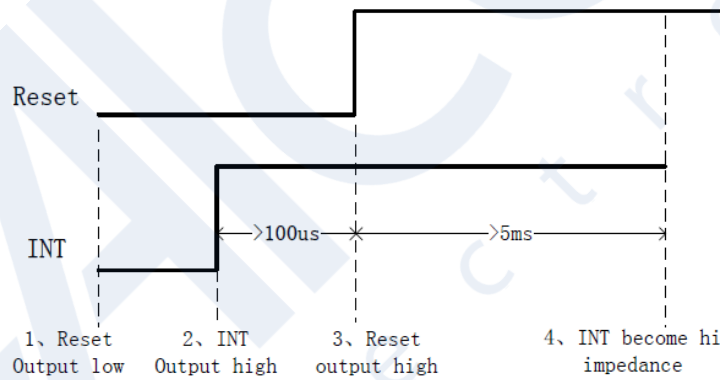 Reset
>100us
>5ms
INT
1、Reset
Output low
2、INT
Output high
3、Reset
output high
4、INT become hi
impedance